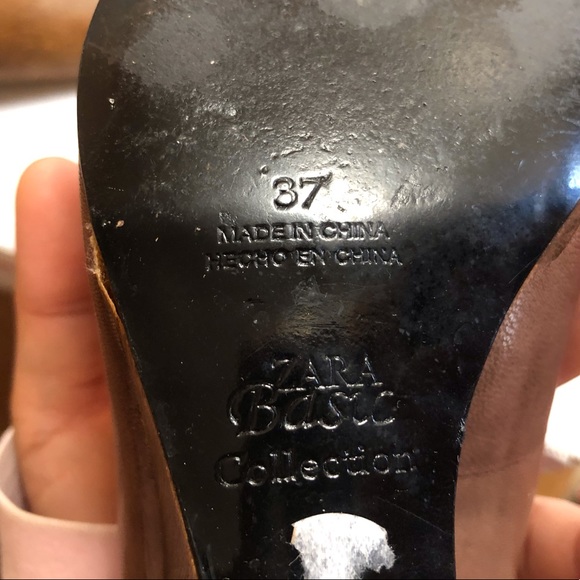 37
MADE IN CHINA
HECHO EN CHINA
ZARA
Basic
Collection